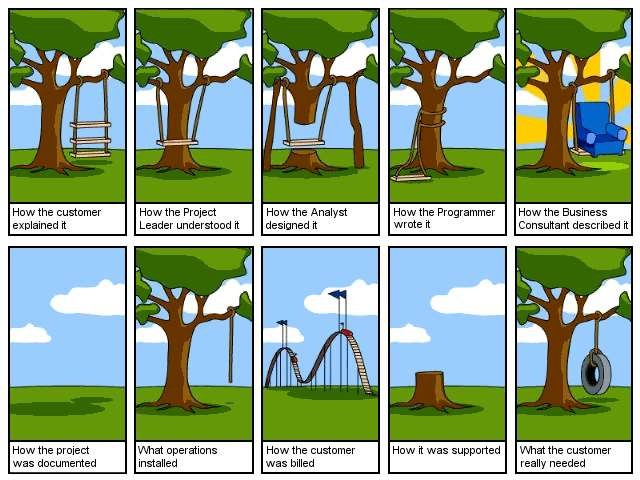 How the customer
explained it
How the Project
Leader understood it
How the Analyst
designed it
How the Programmer
wrote it
How the Business
Consultant described it
How the project
was documented
What operations
installed
How the customer
was billed
How it was supported
What the customer
really needed